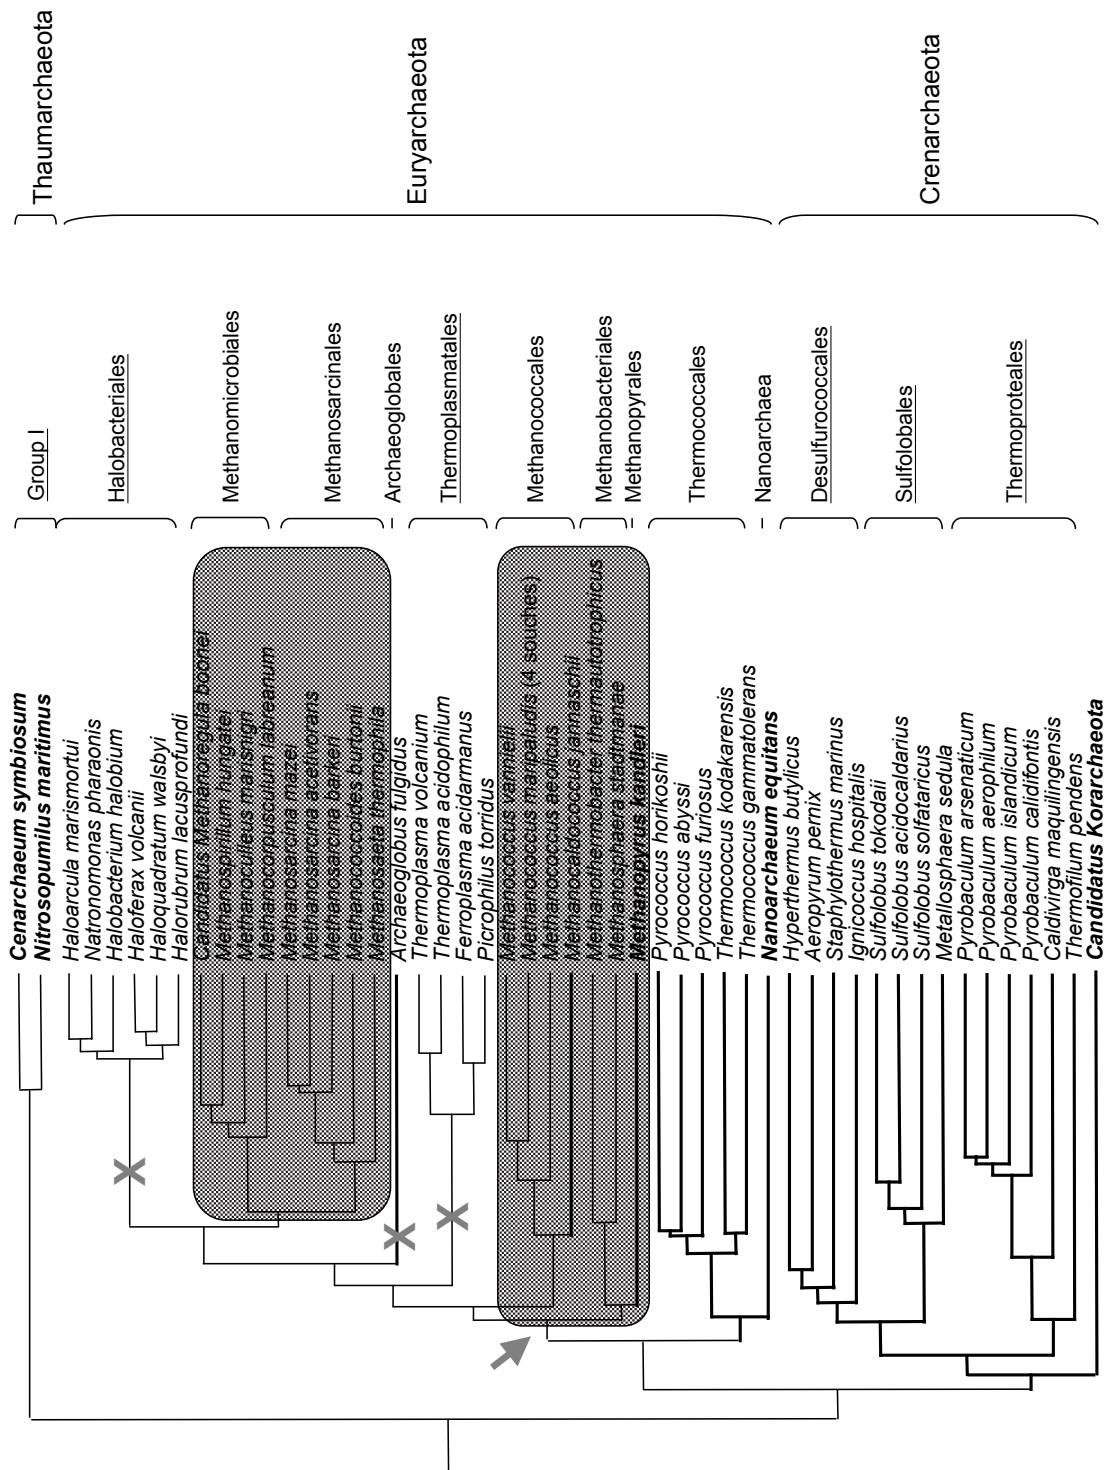 Thaumarchaeota
Euryarchaeota
Crenarchaeota
Group I
Halobacteriales
Methanomicrobiales
Methanosarcinales
Archaeoglobales
Thermoplasmatales
Methanococcales
Methanobacteriales
Methanopyrales
Thermococcales
Nanoarchaea
Desulfurococcales
Sulfolobales
Thermoproteales
Cenarchaeum symbiosum
Nitrosopumilus maritimus
Haloarcula marismortui
Natronomonas pharaonis
Halobacterium halobium
Haloferax volcanii
Haloquadratum walsbyi
Halorubrum lacusprofundi
Candidatus Methanoregula boonei
Methanospirillum hungatei
Methanoculleus marisnigri
Methanocorpusculum labreanum
Methanosarcina mazei
Methanosarcina acetivorans
Methanosarcina barkeri
Methanococcoides burtonii
Methanosaeta thermophila
Archaeoglobus fulgidus
Thermoplasma volcanium
Thermoplasma acidophilum
Ferroplasma acidarmanus
Picrophilus torridus
Methanococcus vannielii
Methanococcus maripaludis (4 souches)
Methanococcus aeolicus
Methanocaldococcus jannaschii
Methanothermobacter thermautotrophicus
Methanosphaera stadtmanae
Methanopyrus kandleri
Pyrococcus horikoshii
Pyrococcus abyssi
Pyrococcus furiosus
Thermococcus kodakarensis
Thermococcus gammatolerans
Nanoarchaeum equitans
Hyperthermus butylicus
Aeropyrum pernix
Staphylothermus marinus
Ignicoccus hospitalis
Sulfolobus tokodaii
Sulfolobus acidocaldarius
Sulfolobus solfataricus
Metallosphaera sedula
Pyrobaculum arsenaticum
Pyrobaculum aerophilum
Pyrobaculum islandicum
Pyrobaculum calidifontis
Caldivirga maquilingensis
Thermofilum pendens
Candidatus Korarchaeota